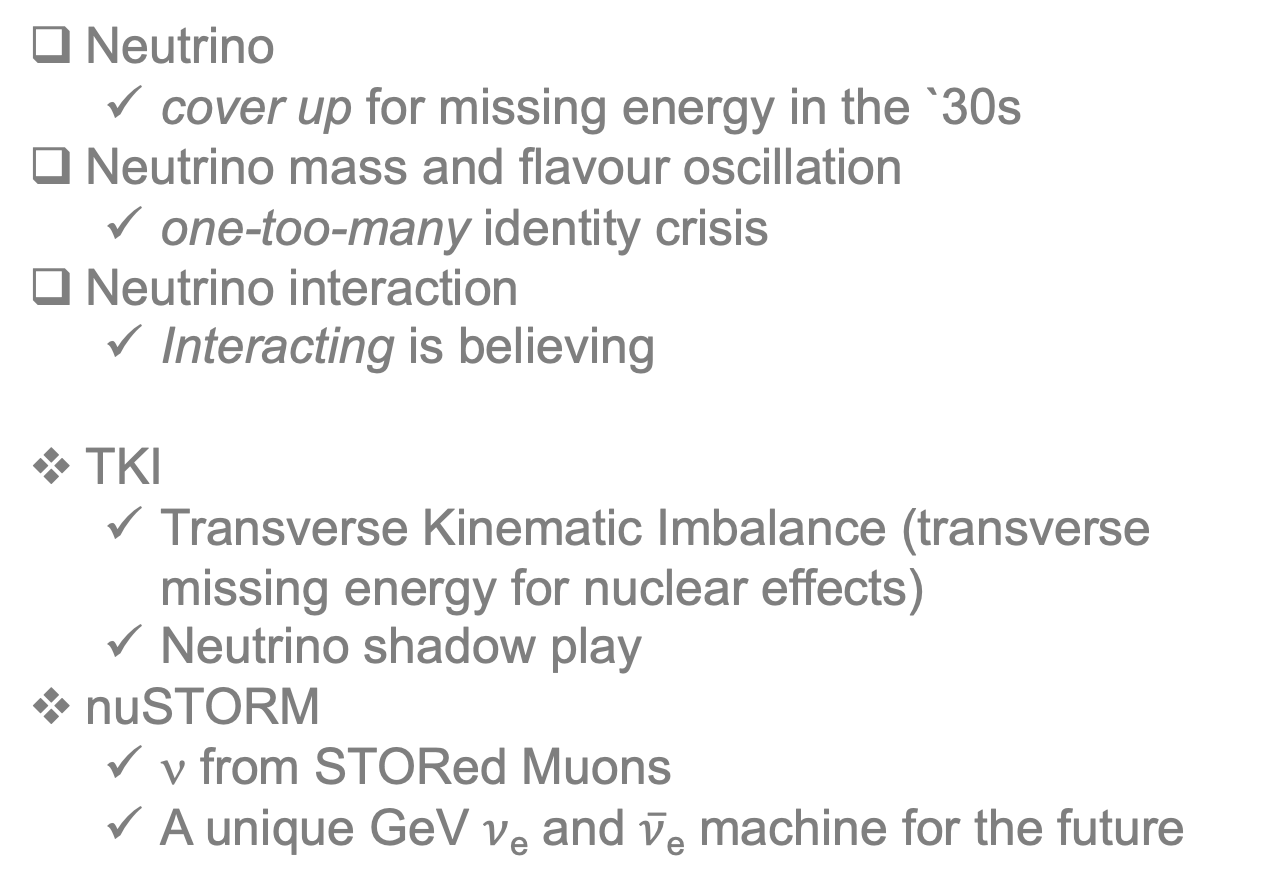 ❑ Neutrino
✓ cover up for missing energy in the `30s
❑ Neutrino mass and flavour oscillation
✓ one-too-many identity crisis
❑ Neutrino interaction
✓ Interacting is believing
❖ TKI
✓ Transverse Kinematic Imbalance (transverse
missing energy for nuclear effects)
✓ Neutrino shadow play
❖ nuSTORM
✓ ν from STORed Muons
✓ A unique GeV νₑ and ν̄ₑ machine for the future